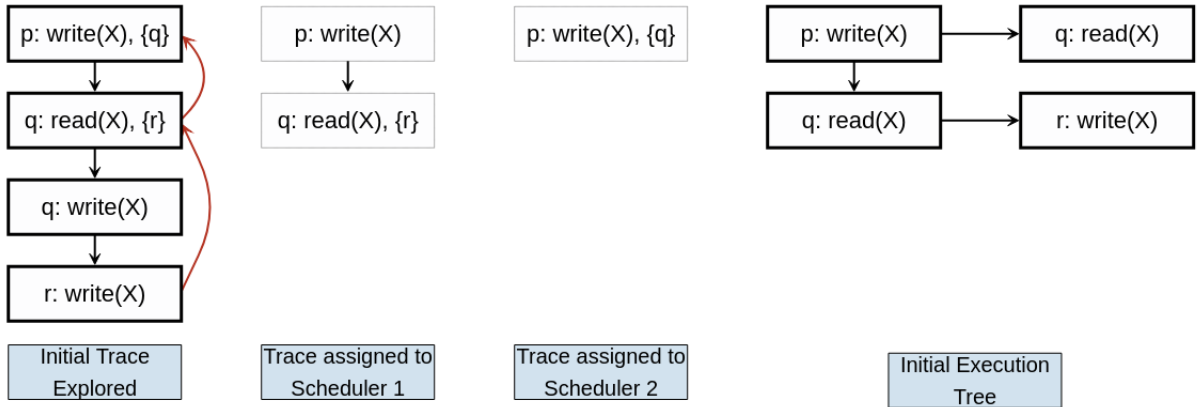 p: write(X), {q}
q: read(X), {r}
q: write(X)
r: write(X)
Initial Trace
Explored
p: write(X)
q: read(X), {r}
Trace assigned to
Scheduler 1
p: write(X), {q}
Trace assigned to
Scheduler 2
p: write(X)
q: read(X)
q: read(X)
r: write(X)
Initial Execution
Tree